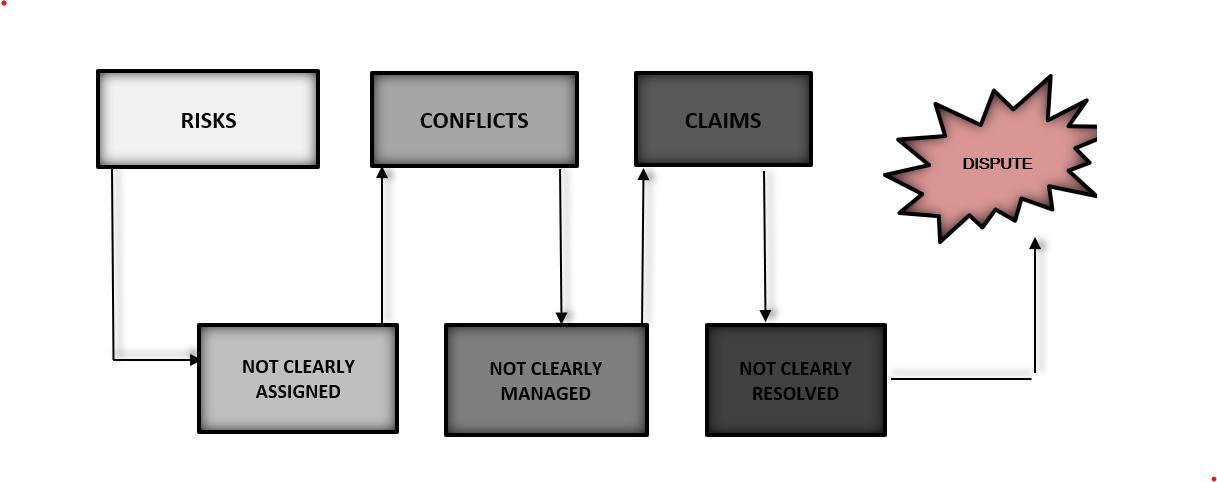 RISKS
CONFLICTS
CLAIMS
DISPUTE
NOT CLEARLY
ASSIGNED
NOT CLEARLY
MANAGED
NOT CLEARLY
RESOLVED